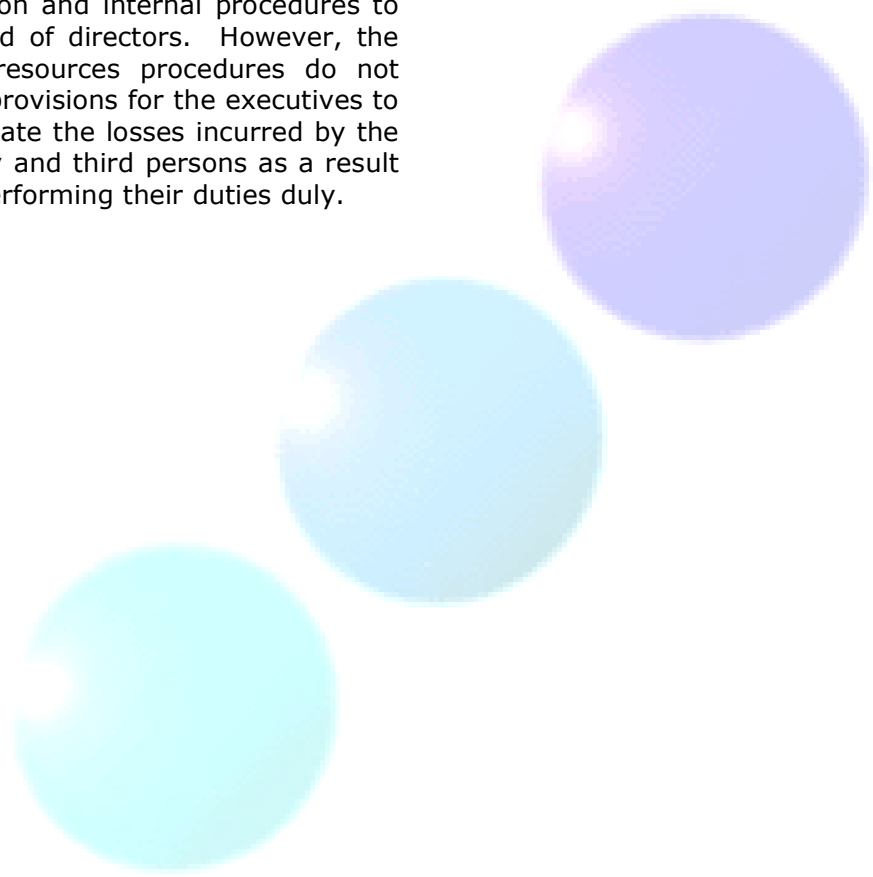 on and internal procedures to
d of directors. However, the
resources procedures do not
provisions for the executives to
ate the losses incurred by the
and third persons as a result
erforming their duties duly.